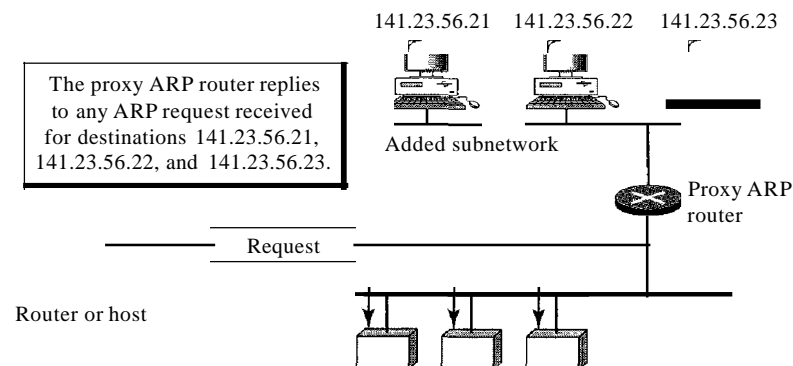 141.23.56.21 141.23.56.22 141.23.56.23
The proxy ARP router replies
to any ARP request received
for destinations 141.23.56.21,
141.23.56.22, and 141.23.56.23.
Added subnetwork
Proxy ARP
router
Request
Router or host